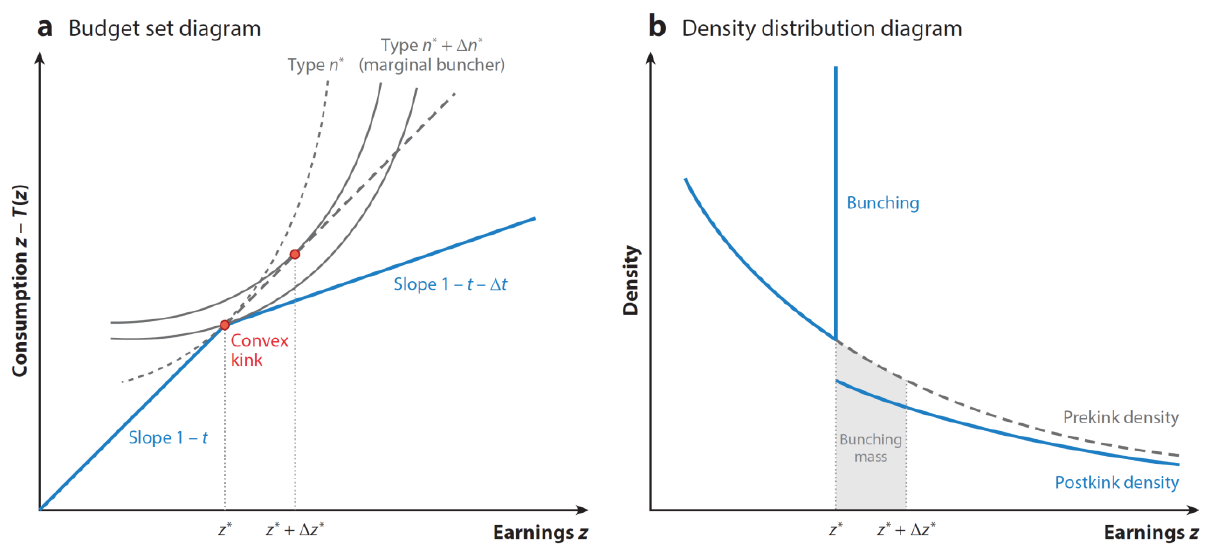 a Budget set diagram
Type n* + Δn*
Type n* (marginal buncher)
Consumption z – T(z)
Slope 1 – t – Δt
Convex
kink
Slope 1 – t
z* z* + Δz*
Earnings z
b Density distribution diagram
Density
Bunching
Prekink density
Bunching
mass
Postkink density
z* z* + Δz*
Earnings z